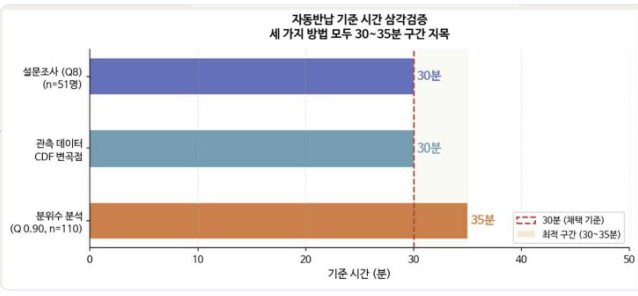 자동반납 기준 시간 삼각검증
세 가지 방법 모두 30~35분 구간 지목
설문조사 (Q8)
(n=51명)
30분
관측 데이터
CDF 변곡점
30분
분위수 분석
(Q 0.90, n=110)
35분
30분 (채택 기준)
최적 구간 (30~35분)
0 10 20 30 40 50
기준 시간 (분)